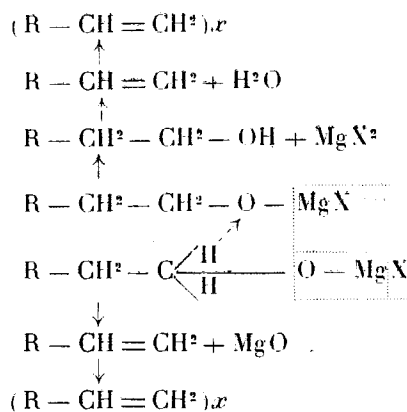 (R — CH = CH²).x
R — CH = CH² + H²O
R — CH² — CH² — OH + MgX²
R — CH² — CH² — O — MgX
H
R — CH² — C O — MgX
H
R — CH = CH² + MgO
(R — CH = CH²)x